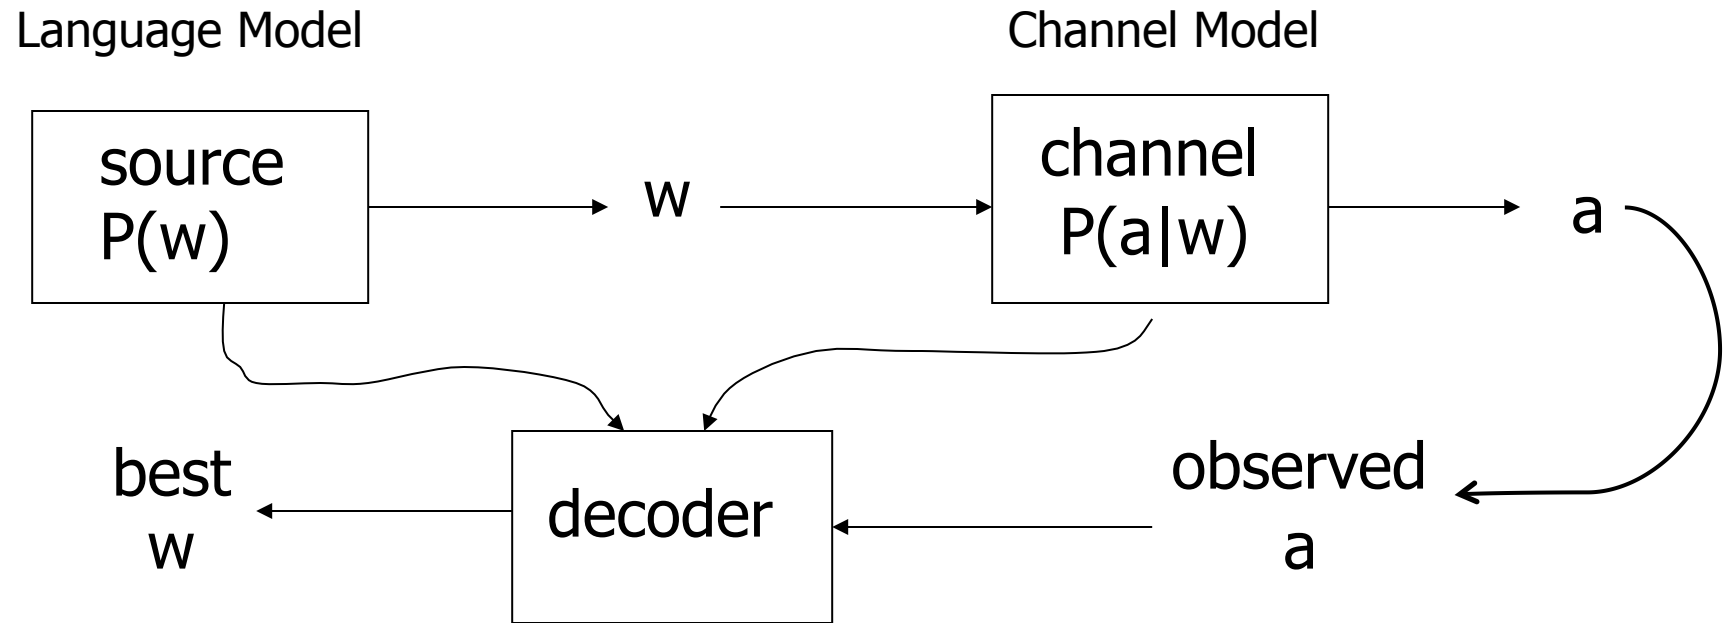 Language Model
Channel Model
source
P(w)
w
channel
P(a|w)
a
best
w
decoder
observed
a